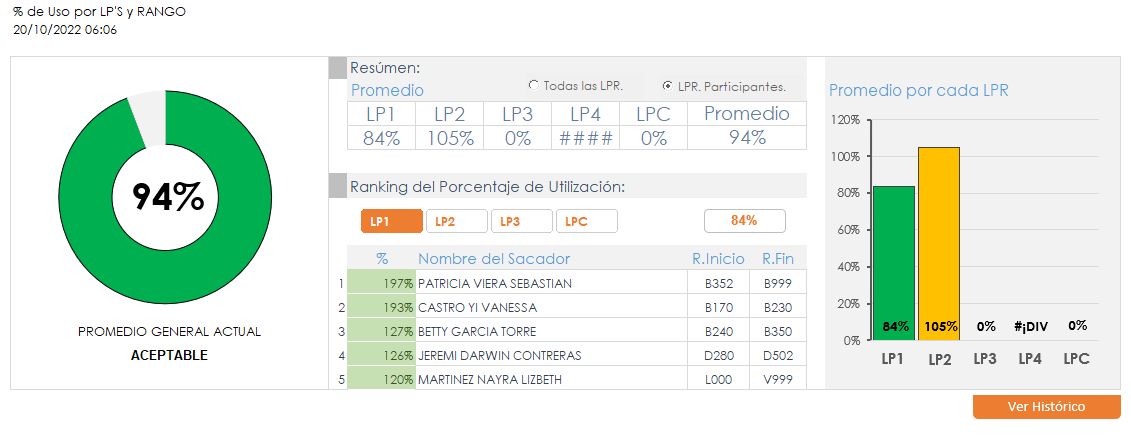 % de Uso por LP'S y RANGO
20/10/2022 06:06
94%
PROMEDIO GENERAL ACTUAL
ACEPTABLE
Resúmen:
Promedio
Todas las LPR.
LPR. Participantes.
LP1 LP2 LP3 LP4 LPC Promedio
84% 105% 0% #### 0% 94%
Ranking del Porcentaje de Utilización:
LP1 LP2 LP3 LPC 84%
% Nombre del Sacador R.Inicio R.Fin
1 197% PATRICIA VIERA SEBASTIAN B352 B999
2 193% CASTRO YI VANESSA B170 B230
3 127% BETTY GARCIA TORRE B240 B350
4 126% JEREMI DARWIN CONTRERAS D280 D502
5 120% MARTINEZ NAYRA LIZBETH L000 V999
Promedio por cada LPR
120%
100%
80%
60%
40%
20%
0%
84% 105% 0% #¡DIV 0%
LP1 LP2 LP3 LP4 LPC
Ver Histórico